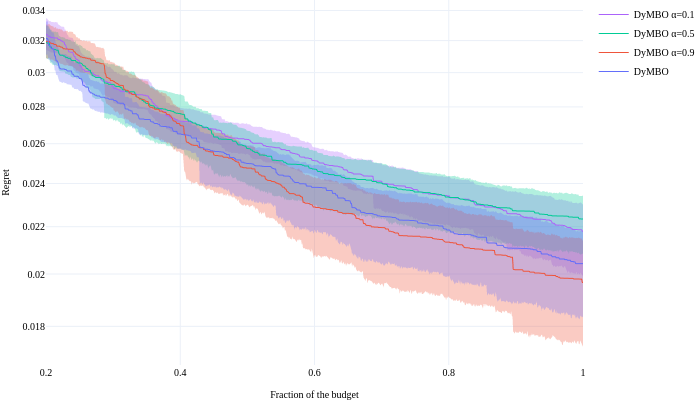 0.034
0.032
0.03
0.028
0.026
0.024
0.022
0.02
0.018
Regret
0.2
0.4
0.6
0.8
1
Fraction of the budget
DyMBO α=0.1
DyMBO α=0.5
DyMBO α=0.9
DyMBO